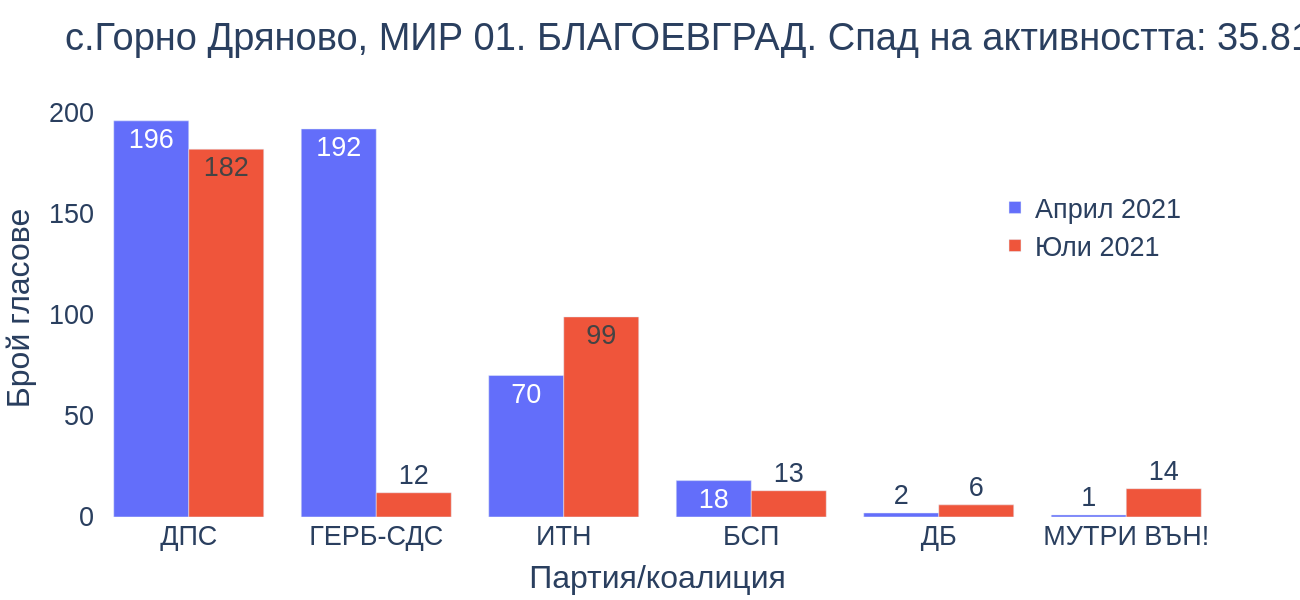 с.Горно Дряново, МИР 01. БЛАГОЕВГРАД. Спад на активността: 35.81
Брой гласове
200
150
100
50
0
196
182
192
12
70
99
18
13
2
6
1
14
Април 2021
Юли 2021
ДПС
ГЕРБ-СДС
ИТН
БСП
ДБ
МУТРИ ВЪН!
Партия/коалиция